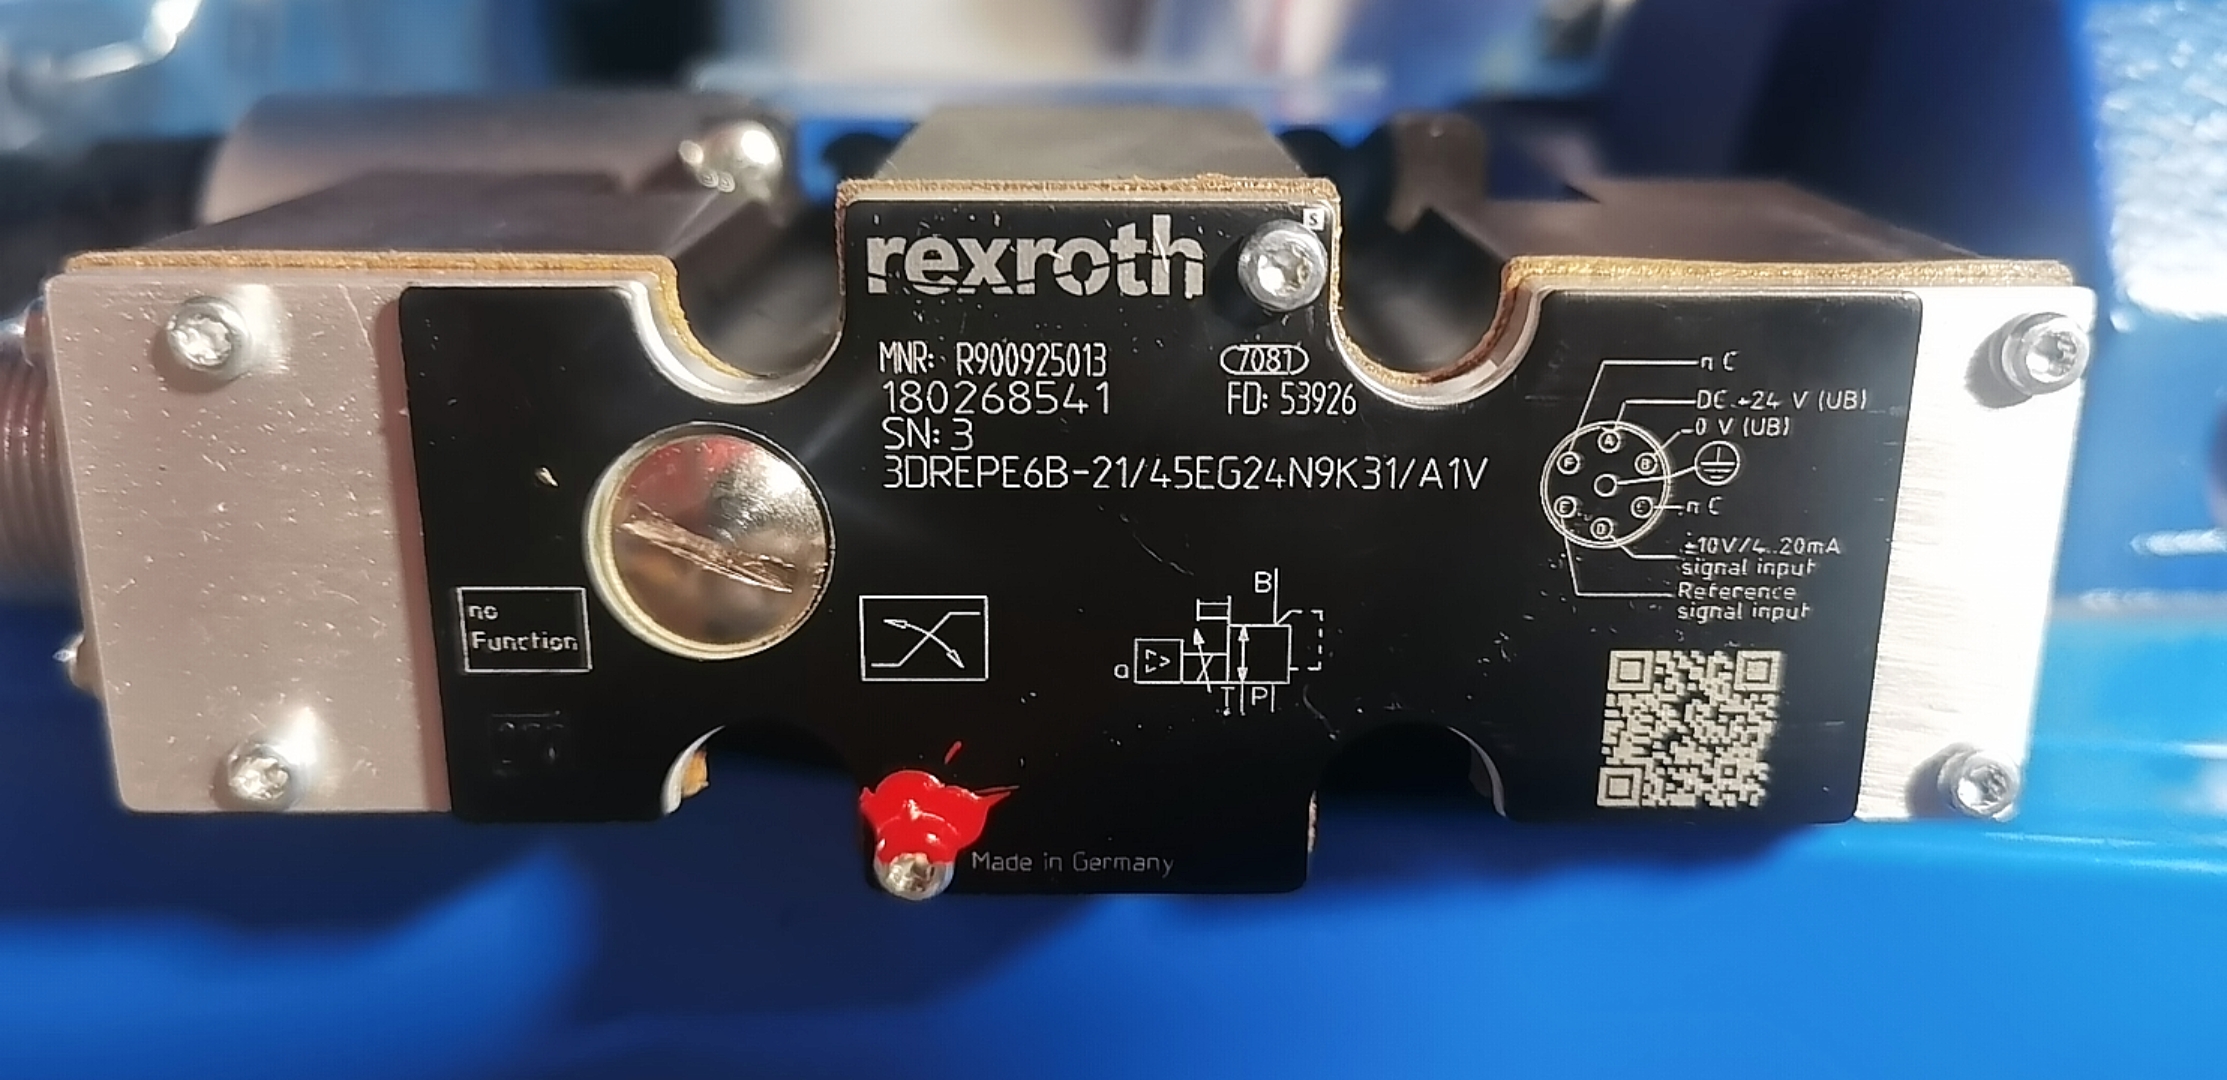 S
rexroth
MNR: R900925013 7081
180268541 FD: 53926
SN: 3
3DREPE6B-21/45EG24N9K31/A1V
n C
DC +24 V (UB)
0 V (UB)
A
F B
E C n C
D
±10V/4..20mA
signal input
Reference
signal input
no
Function
B
a
T P
Made in Germany